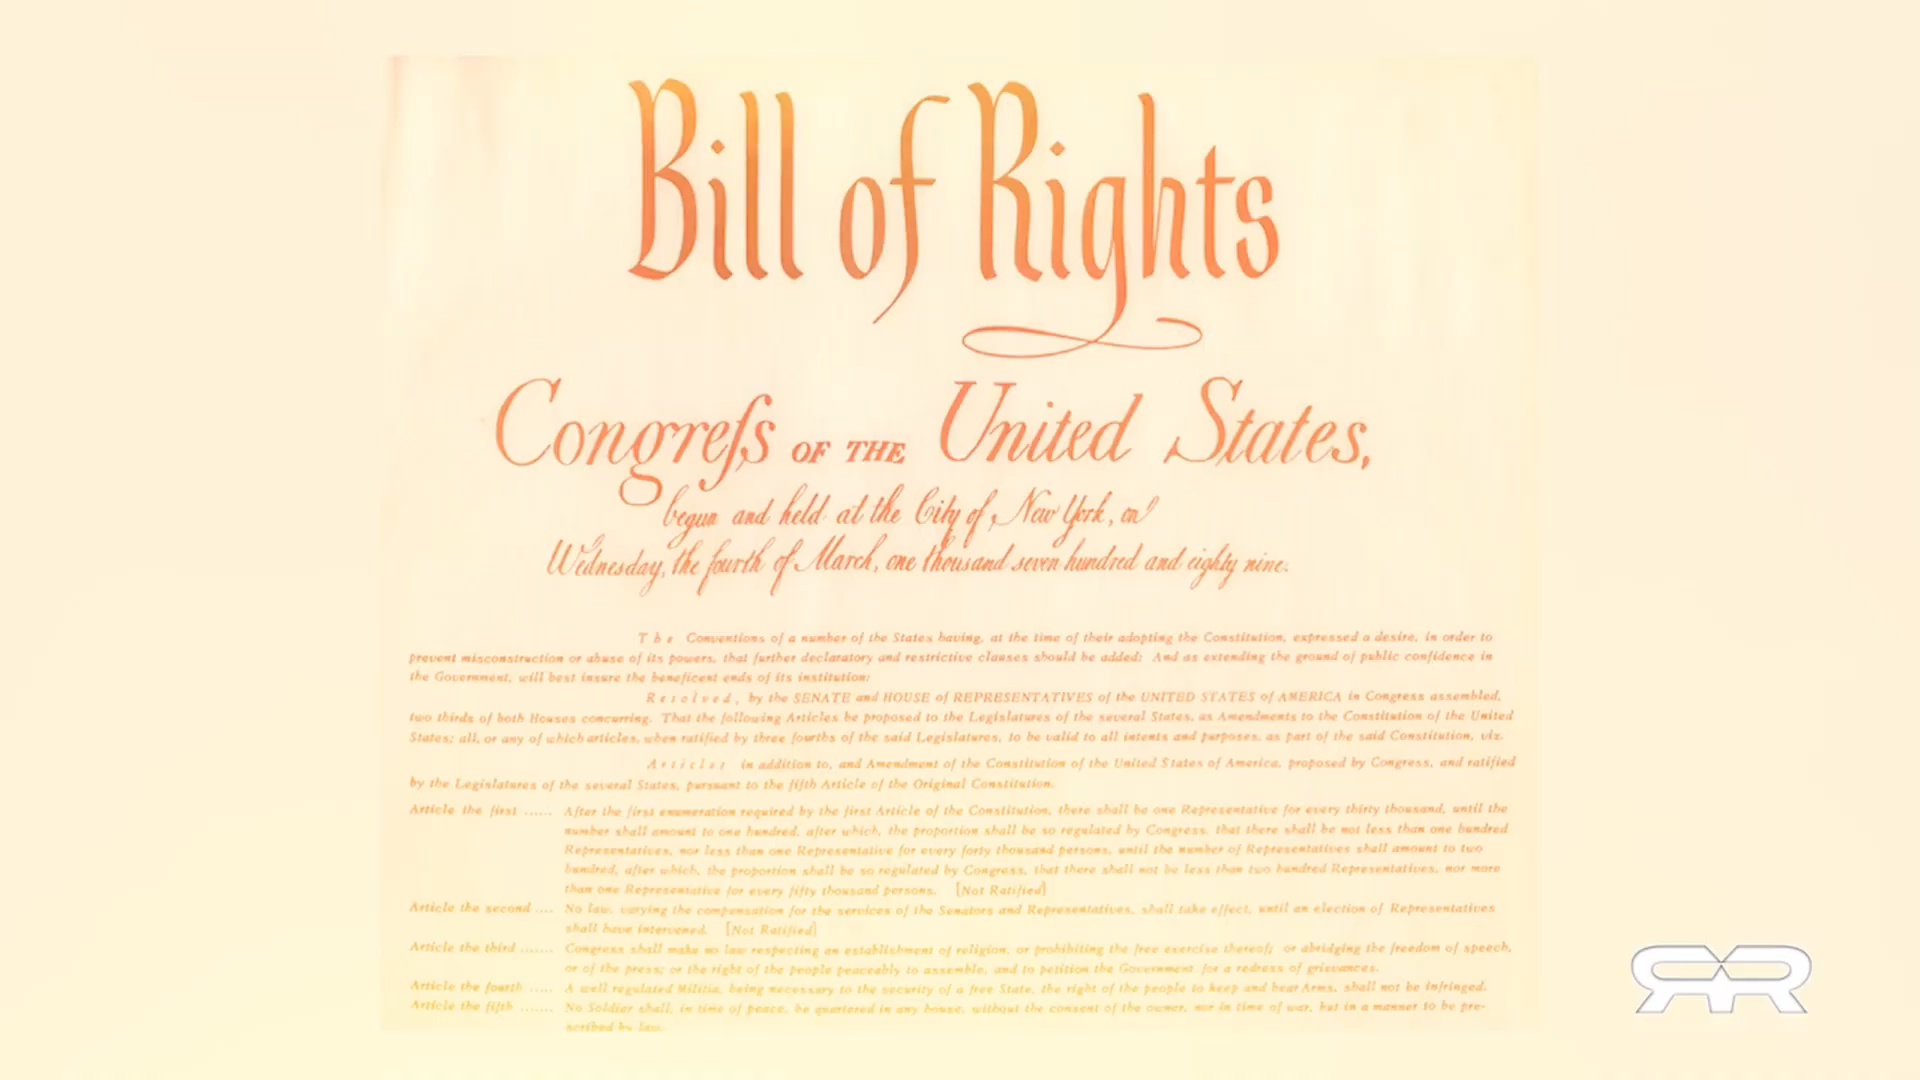 Bill of Rights
Congreſs OF THE United States,
begun and held at the City of New York, on
Wednesday, the fourth of March, one thousand seven hundred and eighty nine.
The Conventions of a number of the States having, at the time of their adopting the Constitution, expressed a desire, in order to
prevent misconstruction or abuse of its powers, that further declaratory and restrictive clauses should be added: And as extending the ground of public confidence in
the Government, will best insure the beneficent ends of its institution:
Resolved, by the SENATE and HOUSE of REPRESENTATIVES of the UNITED STATES of AMERICA in Congress assembled,
two thirds of both Houses concurring. That the following Articles be proposed to the Legislatures of the several States, as Amendments to the Constitution of the United
States; all, or any of which articles, when ratified by three fourths of the said Legislatures, to be valid to all intents and purposes, as part of the said Constitution, viz.
Articles in addition to, and Amendment of the Constitution of the United States of America, proposed by Congress, and ratified
by the Legislatures of the several States, pursuant to the fifth Article of the Original Constitution.
Article the first ...... After the first enumeration required by the first Article of the Constitution, there shall be one Representative for every thirty thousand, until the
number shall amount to one hundred, after which, the proportion shall be so regulated by Congress, that there shall be not less than one hundred
Representatives, nor less than one Representative for every forty thousand persons, until the number of Representatives shall amount to two
hundred, after which, the proportion shall be so regulated by Congress, that there shall not be less than two hundred Representatives, nor more
than one Representative for every fifty thousand persons. [Not Ratified]
Article the second .... No law, varying the compensation for the services of the Senators and Representatives, shall take effect, until an election of Representatives
shall have intervened. [Not Ratified]
Article the third ....... Congress shall make no law respecting an establishment of religion, or prohibiting the free exercise thereof; or abridging the freedom of speech,
or of the press; or the right of the people peaceably to assemble, and to petition the Government for a redress of grievances.
Article the fourth ..... A well regulated Militia, being necessary to the security of a free State, the right of the people to keep and bear Arms, shall not be infringed.
Article the fifth ....... No Soldier shall, in time of peace, be quartered in any house, without the consent of the owner, nor in time of war, but in a manner to be pre-
scribed by law.
RR